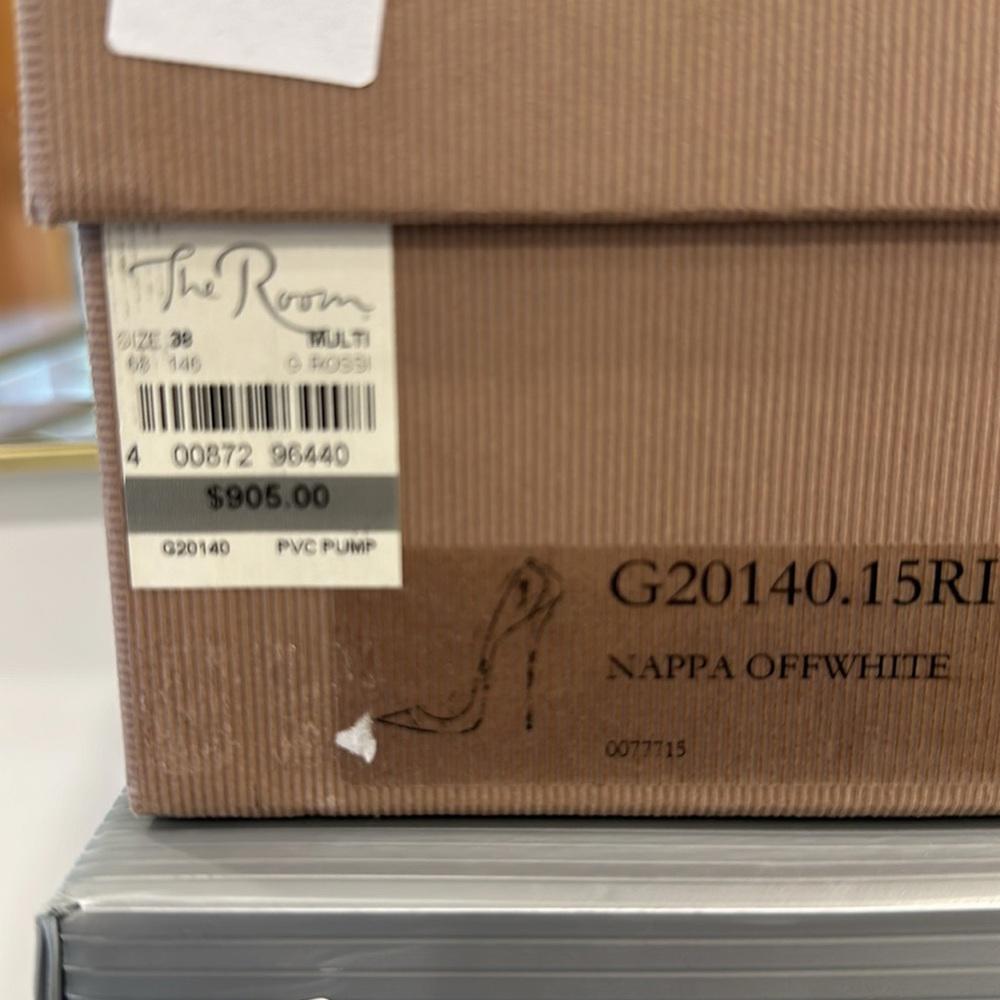 The Room
SIZE 38 MULTI
68 146 G ROSSI
4 00872 96440
$905.00
G20140 PVC PUMP
G20140.15RI
NAPPA OFFWHITE
0077715